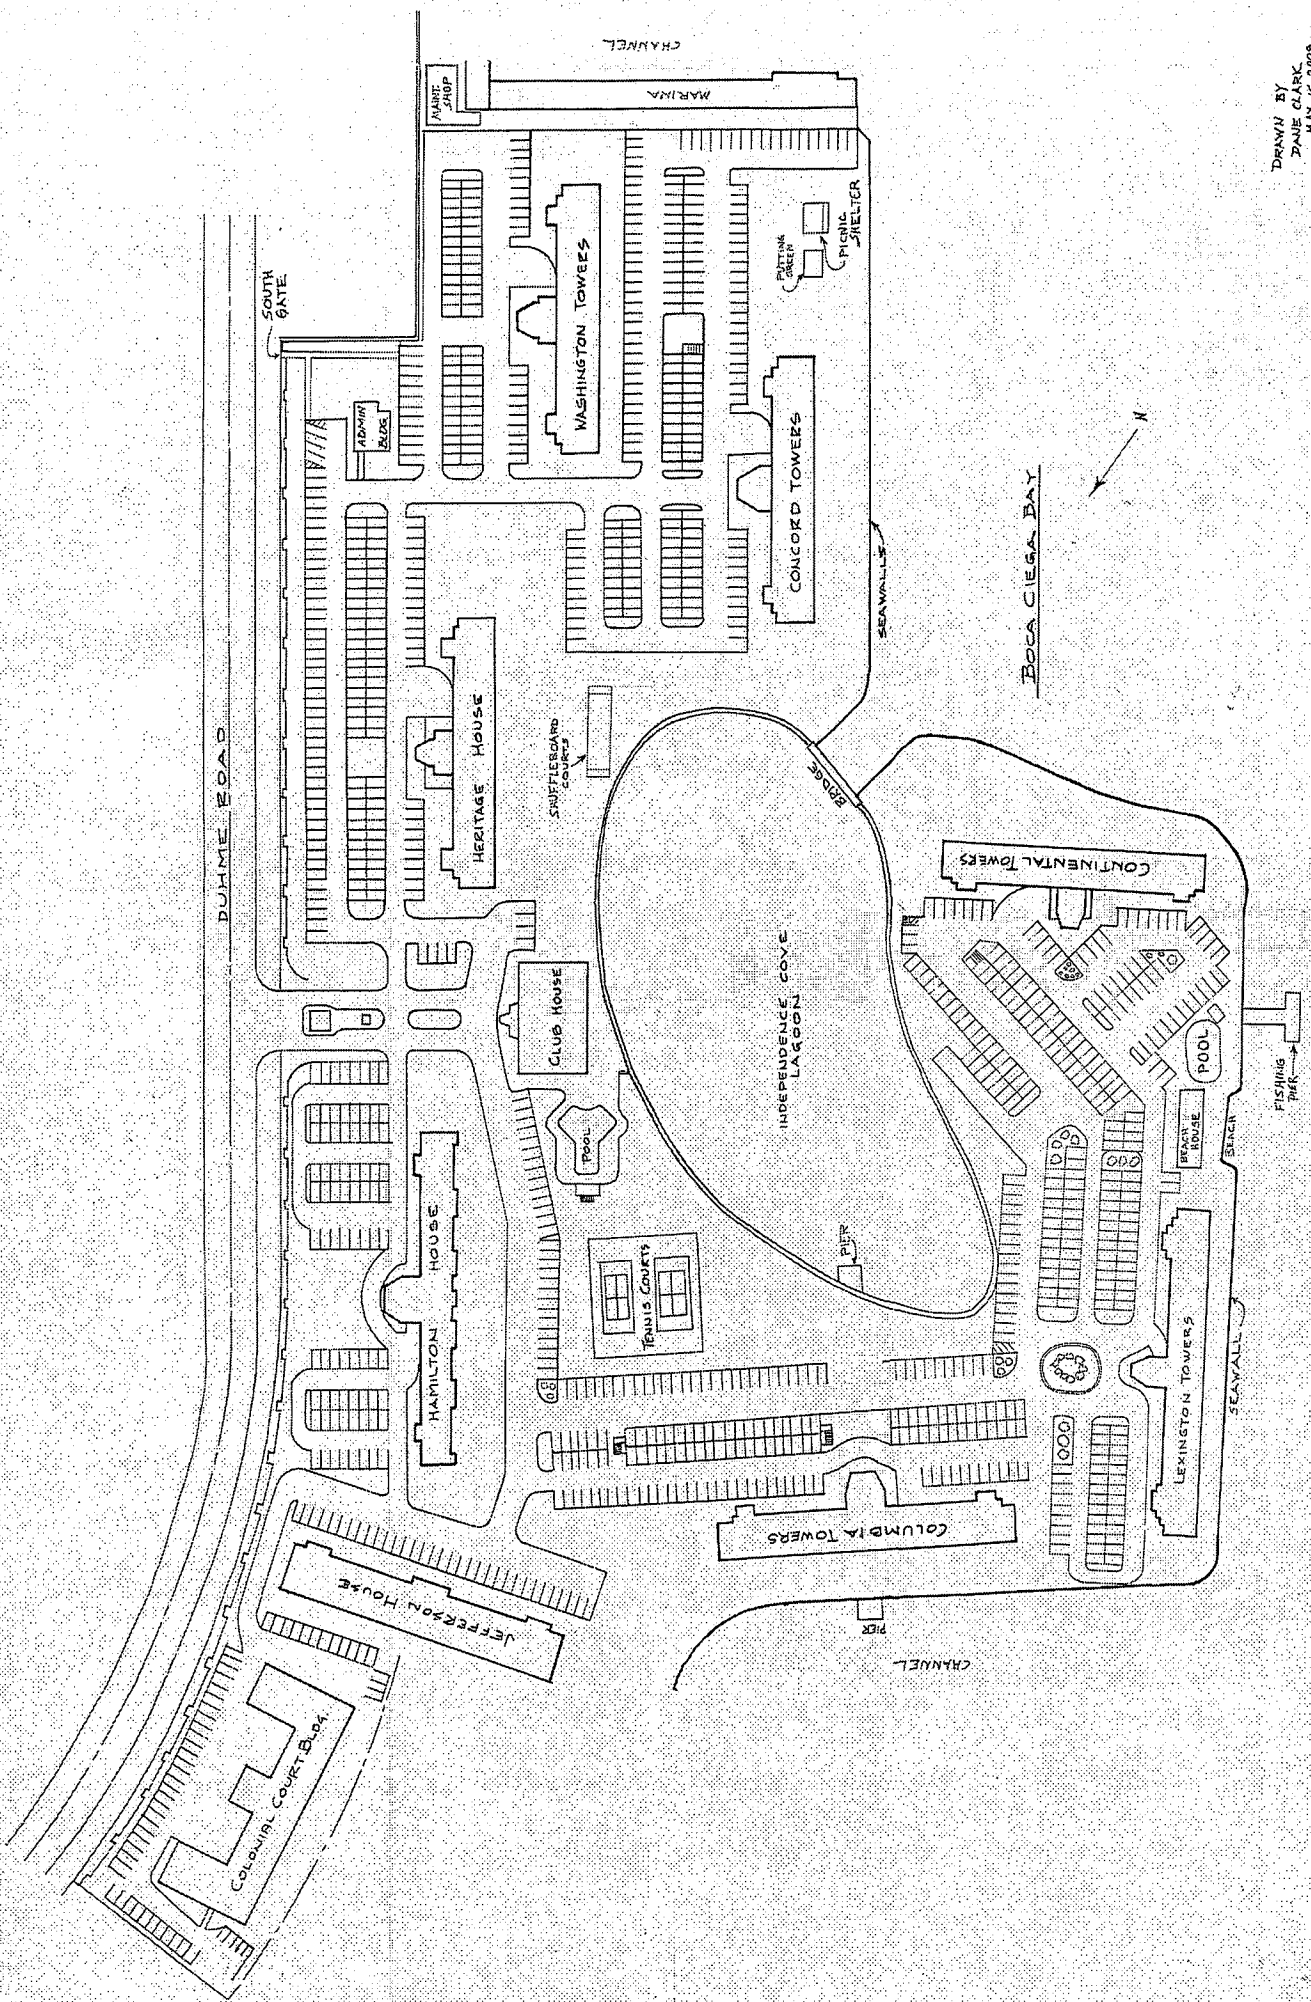 CHANNEL
MAINT.
SHOP
MARINA
DRAWN BY
DANE CLARK
SOUTH
GATE
ADMIN
BLDG.
WASHINGTON TOWERS
PUTTING
GREEN
PICNIC
SHELTER
CONCORD TOWERS
SEAWALLS
N
BOCA CIEGA BAY
DUHME ROAD
HERITAGE HOUSE
SHUFFLEBOARD
COURTS
BRIDGE
CONTINENTAL TOWERS
CLUB HOUSE
INDEPENDENCE COVE
LAGOON
POOL
POOL
FISHING
PIER
BEACH
HOUSE
BEACH
HAMILTON HOUSE
TENNIS COURTS
PIER
LEXINGTON TOWERS
SEAWALL
COLUMBIA TOWERS
PIER
CHANNEL
JEFFERSON HOUSE
COLONIAL COURT BLDG.